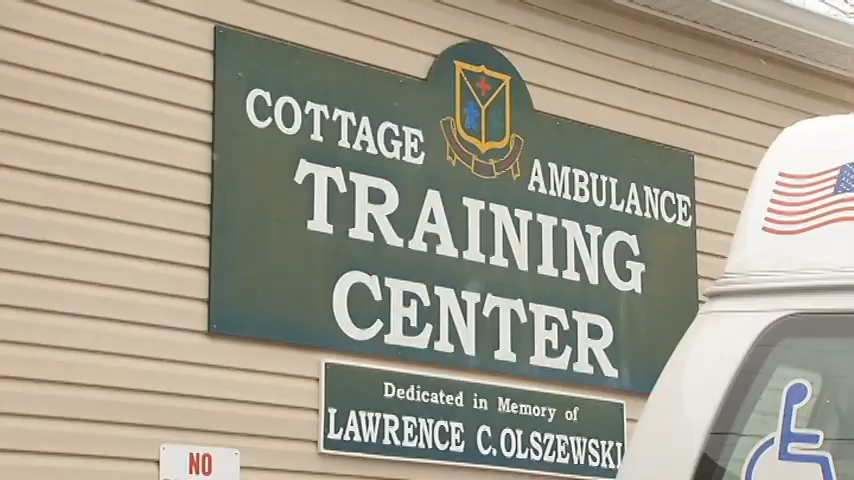 COTTAGE AMBULANCE
TRAINING
CENTER
Dedicated in Memory of
LAWRENCE C. OLSZEWSKI
NO